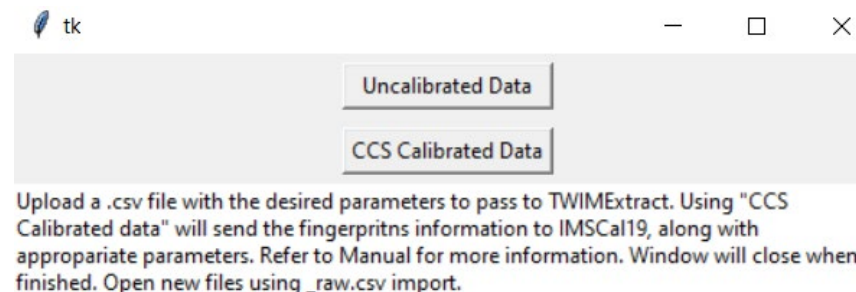 tk
Uncalibrated Data
CCS Calibrated Data
Upload a .csv file with the desired parameters to pass to TWIMExtract. Using "CCS
Calibrated data" will send the fingerpritns information to IMSCal19, along with
appropariate parameters. Refer to Manual for more information. Window will close when
finished. Open new files using _raw.csv import.